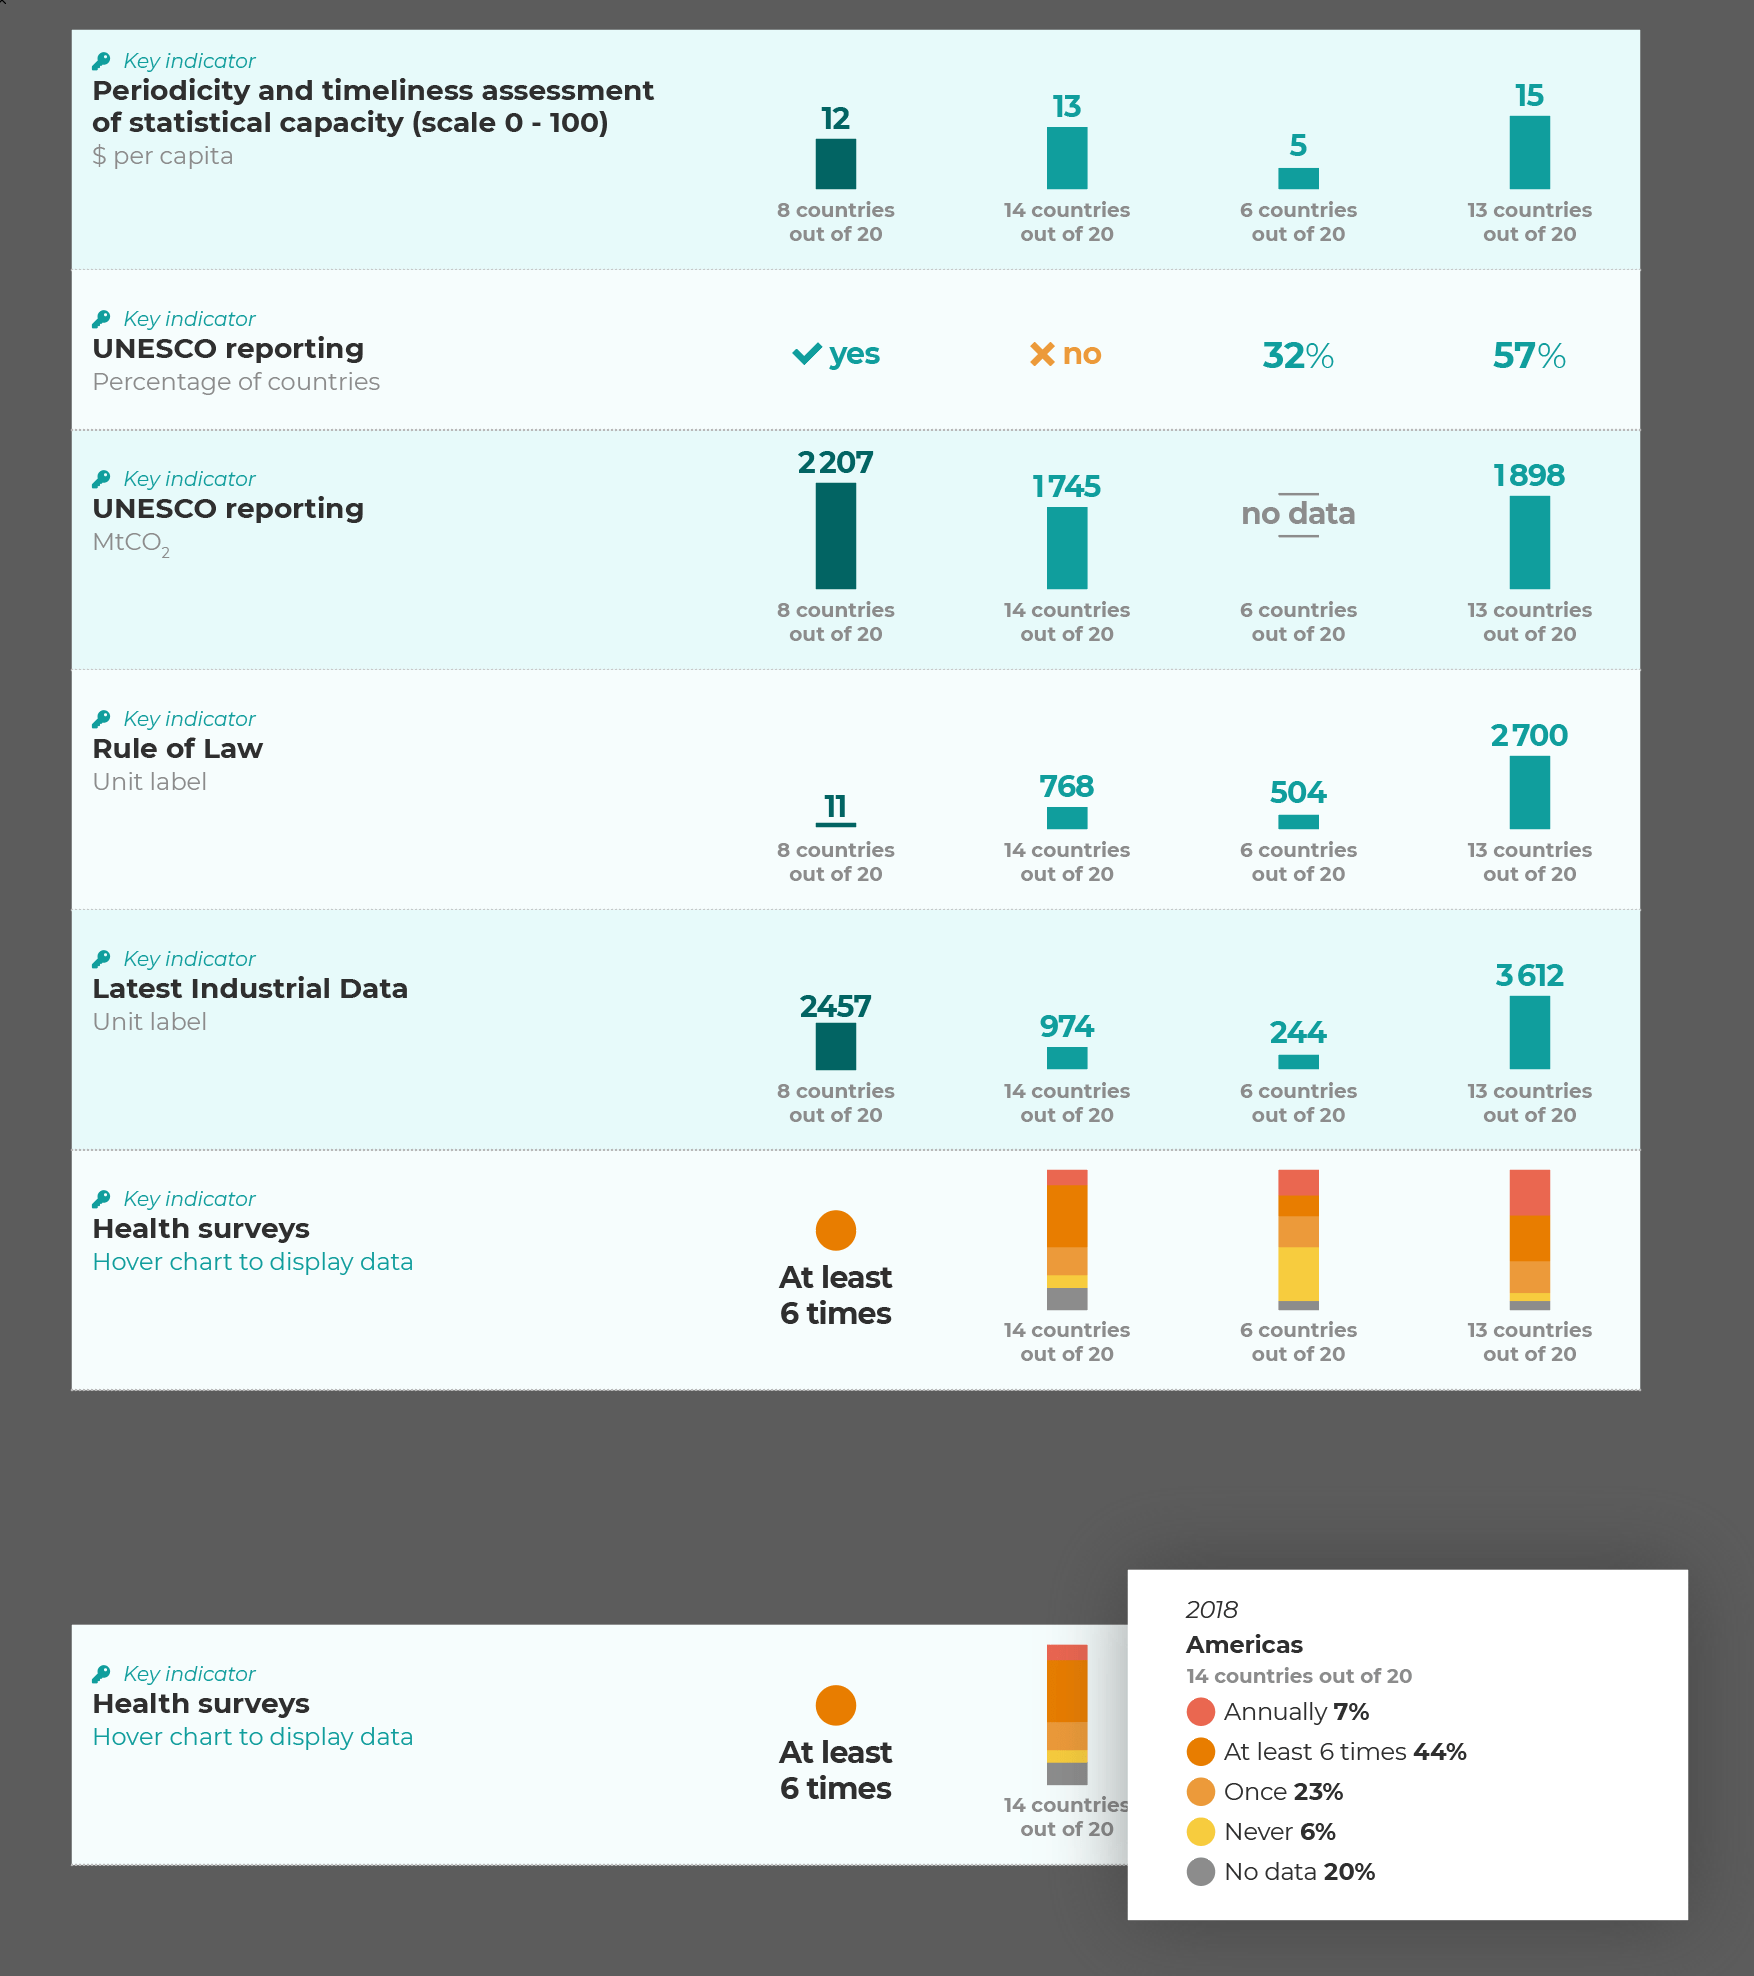 Key indicator
Periodicity and timeliness assessment
of statistical capacity (scale 0 - 100)
$ per capita
12
13
5
15
8 countries
out of 20
14 countries
out of 20
6 countries
out of 20
13 countries
out of 20
Key indicator
UNESCO reporting
Percentage of countries
yes
no
32%
57%
Key indicator
UNESCO reporting
MtCO2
2 207
1 745
no data
1 898
8 countries
out of 20
14 countries
out of 20
6 countries
out of 20
13 countries
out of 20
Key indicator
Rule of Law
Unit label
11
768
504
2 700
8 countries
out of 20
14 countries
out of 20
6 countries
out of 20
13 countries
out of 20
Key indicator
Latest Industrial Data
Unit label
2457
974
244
3 612
8 countries
out of 20
14 countries
out of 20
6 countries
out of 20
13 countries
out of 20
Key indicator
Health surveys
Hover chart to display data
At least
6 times
14 countries
out of 20
6 countries
out of 20
13 countries
out of 20
Key indicator
Health surveys
Hover chart to display data
At least
6 times
14 countries
out of 20
2018
Americas
14 countries out of 20
Annually 7%
At least 6 times 44%
Once 23%
Never 6%
No data 20%